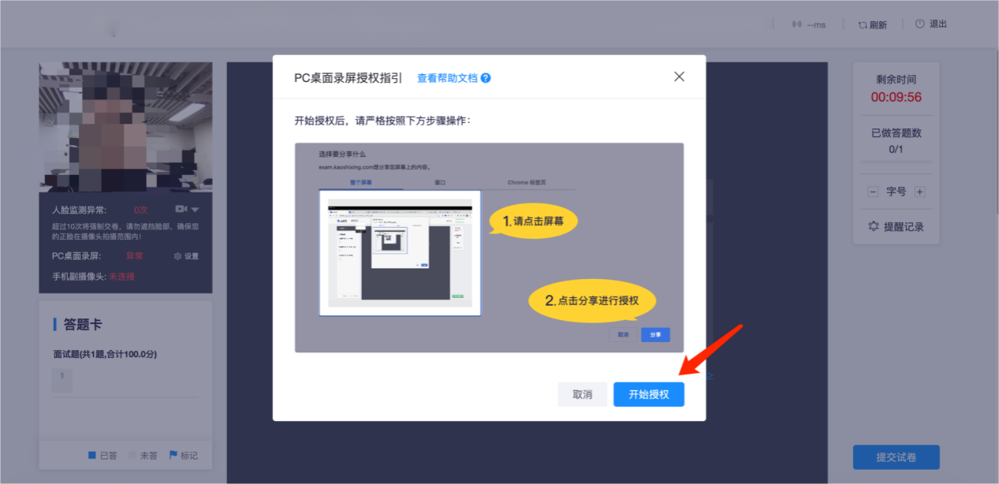 --ms
刷新
退出
PC桌面录屏授权指引 查看帮助文档 ?
开始授权后，请严格按照下方步骤操作：
选择要分享什么
exam.kaoshixing.com想分享您屏幕上的内容。
整个屏幕 窗口 Chrome 标签页
1.请点击屏幕
2.点击分享进行授权
取消 分享
取消 开始授权
人脸监测异常: 0次
超过10次将强制交卷，请勿遮挡脸部，确保您
的正脸在摄像头拍摄范围内！
PC桌面录屏: 异常 设置
手机副摄像头: 未连接
答题卡
面试题(共1题,合计100.0分)
1
已答 未答 标记
剩余时间
00:09:56
已做答题数
0/1
字号
提醒记录
提交试卷